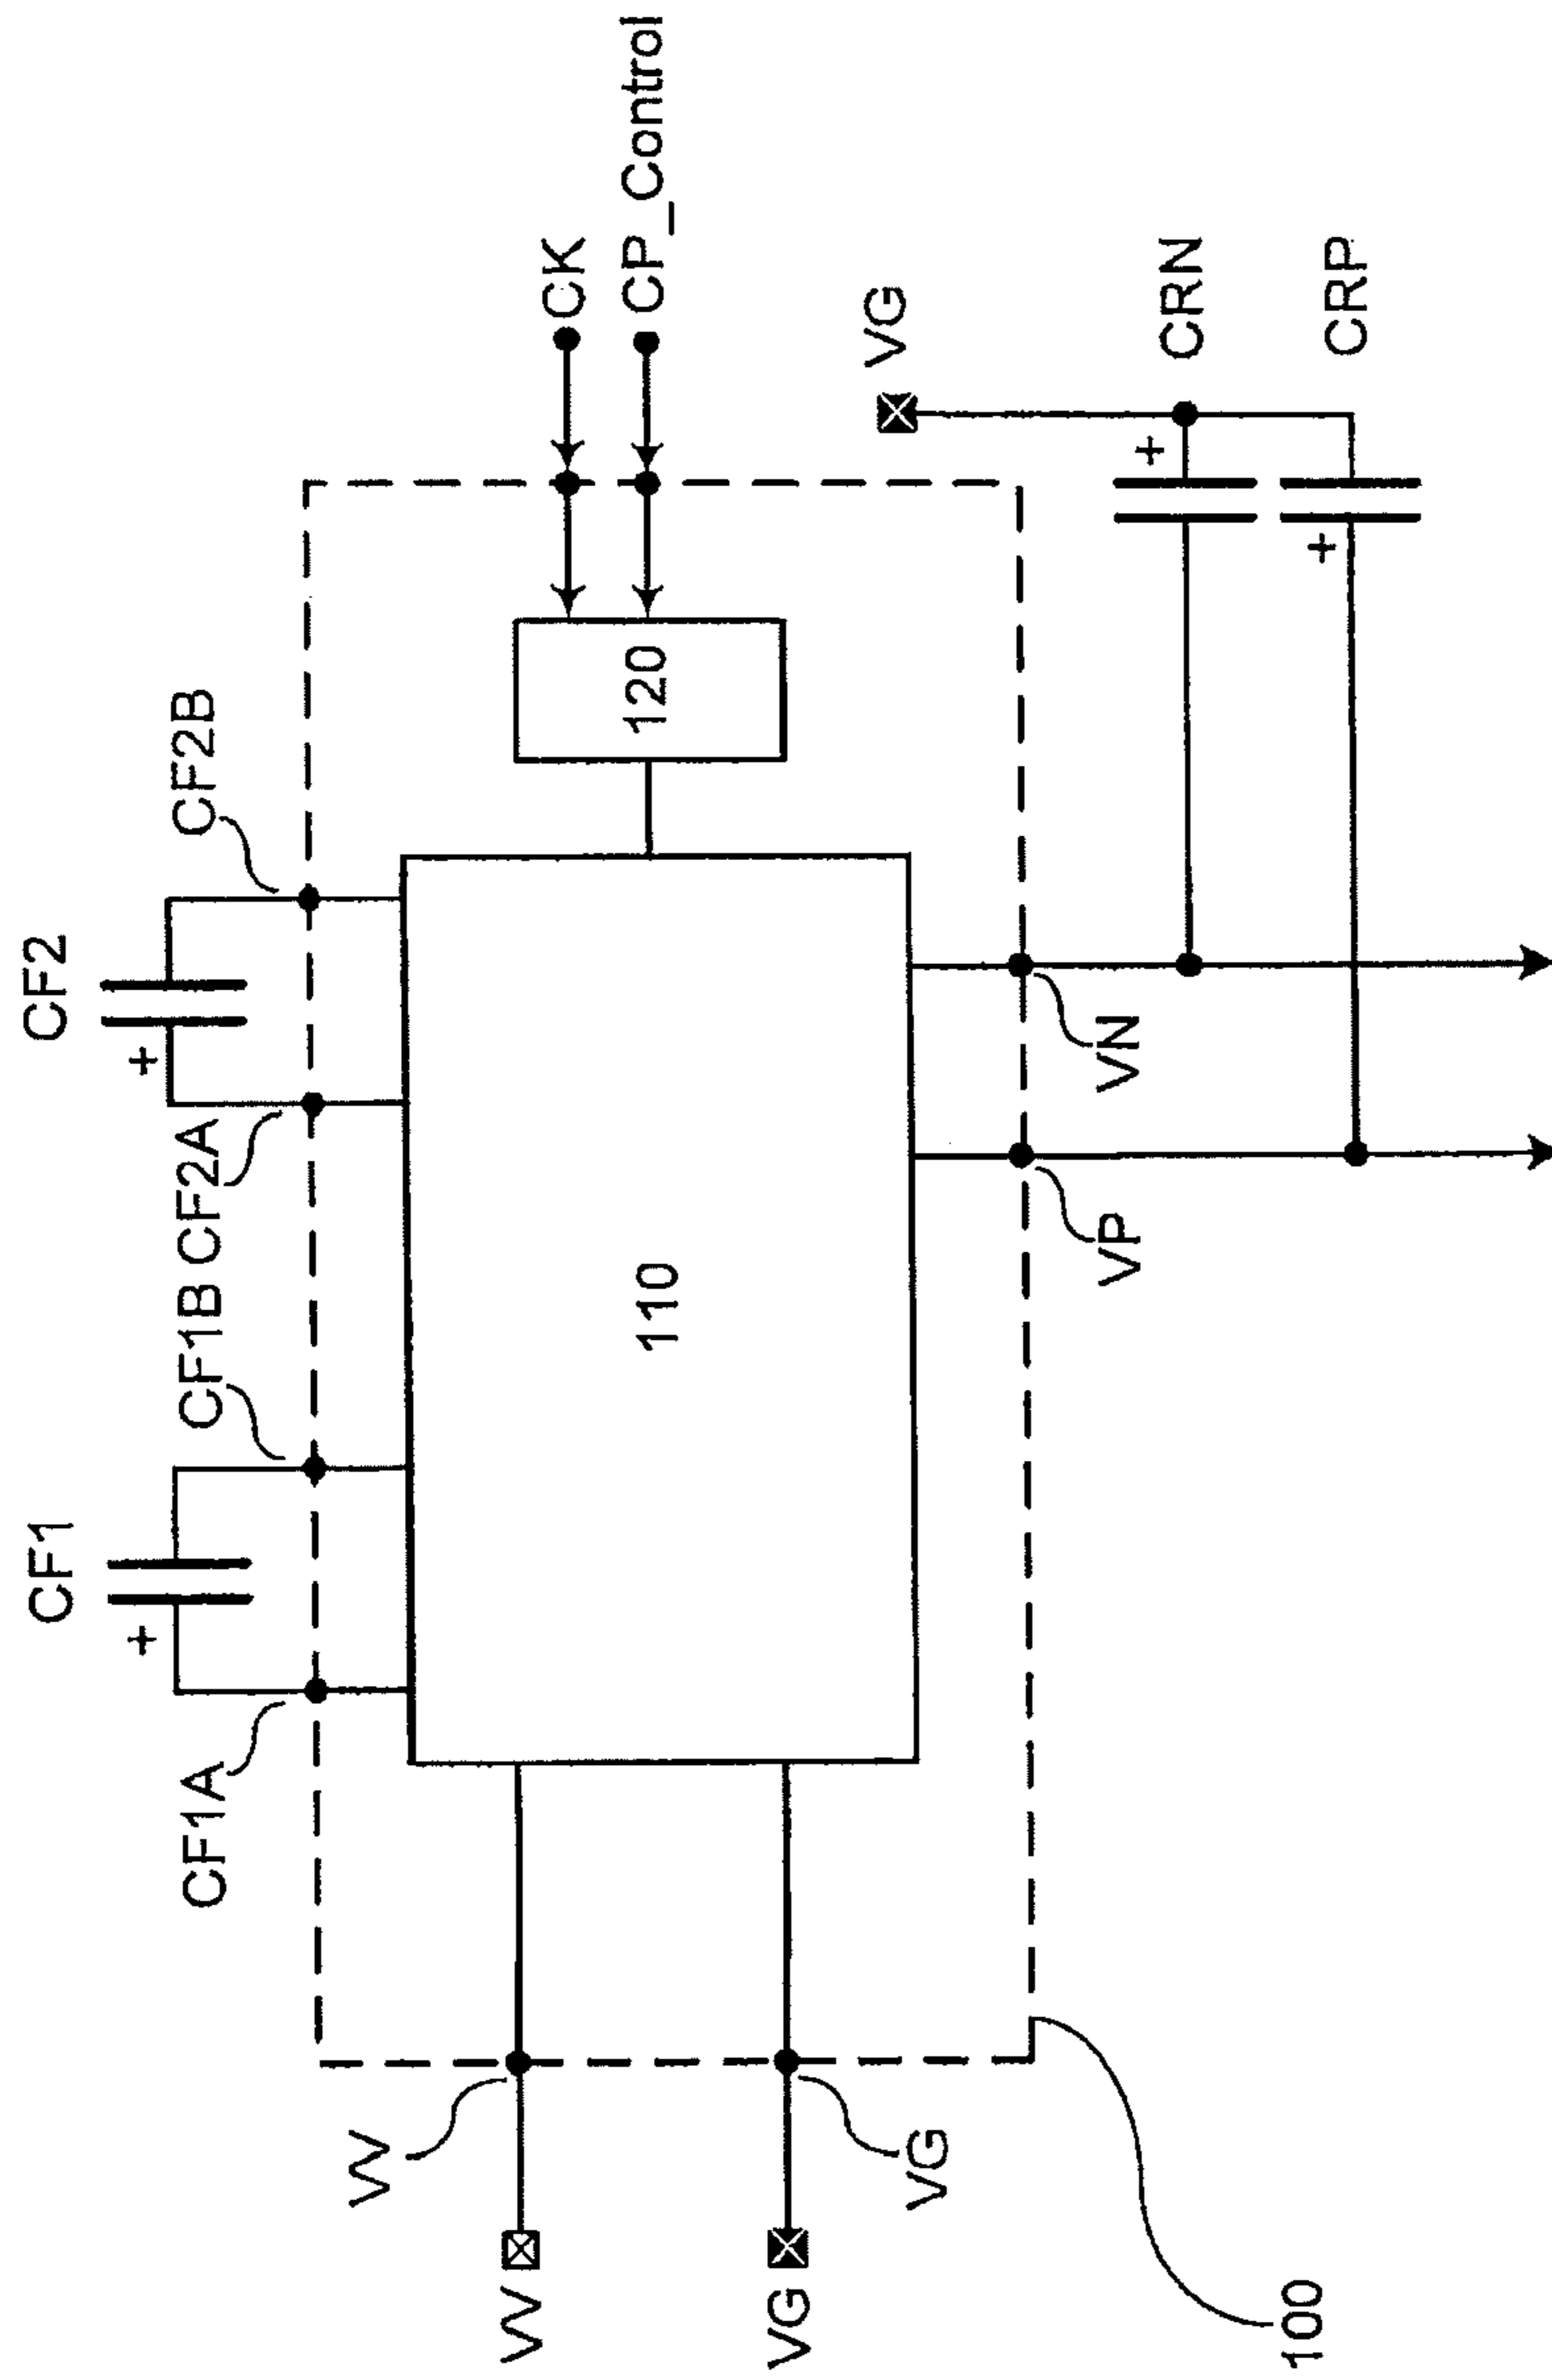 CF1
CF2
CF1A
CF1B
CF2A
CF2B
VV
VV
CK
CP_Control
110
120
VG
VG
VG
VP
VN
CRN
CRP
100